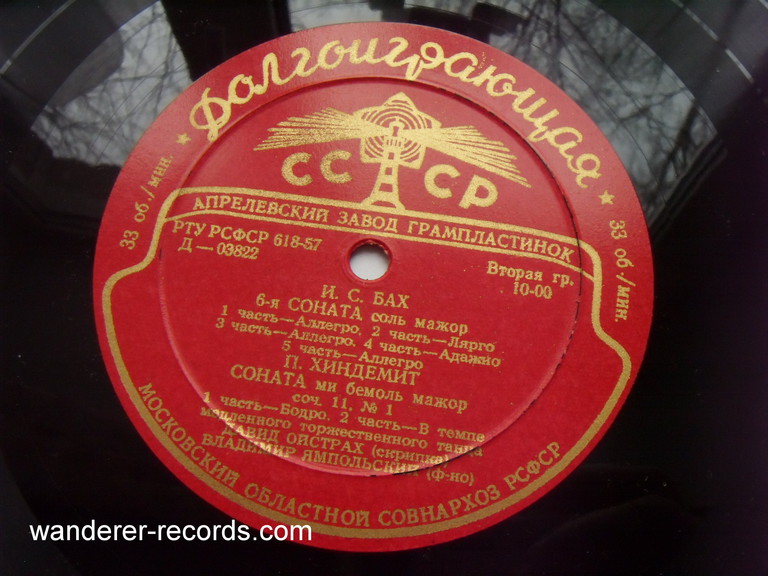 Долгоиграющая
33 об./мин.
33 об./мин.
СССР
АПРЕЛЕВСКИЙ ЗАВОД ГРАМПЛАСТИНОК
РТУ РСФСР 618-57
Д—03822
Вторая гр.
10-00
И. С. БАХ
6-я СОНАТА соль мажор
1 часть—Аллегро, 2 часть—Лярго
3 часть—Аллегро. 4 часть—Адажио
5 часть—Аллегро
П. ХИНДЕМИТ
СОНАТА ми бемоль мажор
соч. 11, № 1
1 часть—Бодро. 2 часть—В темпе
медленного торжественного танца
ДАВИД ОЙСТРАХ (скрипка)
ВЛАДИМИР ЯМПОЛЬСКИЙ (ф-но)
МОСКОВСКИЙ ОБЛАСТНОЙ СОВНАРХОЗ РСФСР
wanderer-records.com